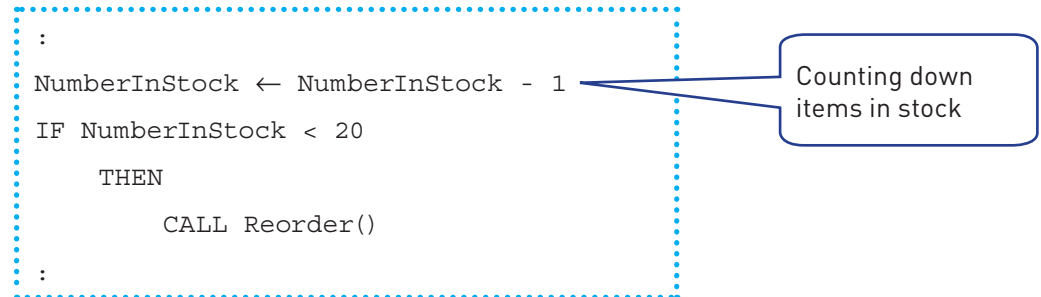 :
NumberInStock ← NumberInStock - 1
IF NumberInStock < 20
THEN
CALL Reorder()
:
Counting down
items in stock